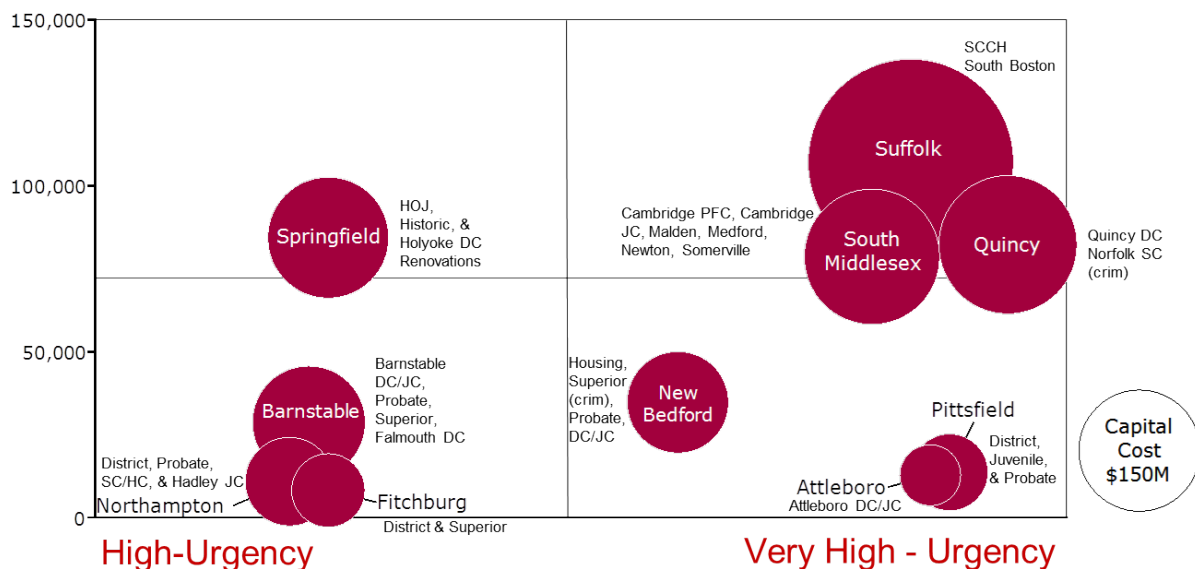 150,000
SCCH
South Boston
Suffolk
100,000
HOJ,
Historic, &
Holyoke DC
Renovations
Springfield
Cambridge PFC, Cambridge
JC, Malden, Medford,
Newton, Somerville
South
Middlesex
Quincy
Quincy DC
Norfolk SC
(crim)
50,000
Barnstable
DC/JC,
Probate,
Superior,
Falmouth DC
Barnstable
Housing,
Superior
(crim),
Probate,
DC/JC
New
Bedford
Pittsfield
District,
Juvenile,
& Probate
Capital
Cost
$150M
District, Probate,
SC/HC, & Hadley JC
Northampton
Fitchburg
District & Superior
Attleboro
Attleboro DC/JC
0
High-Urgency
Very High - Urgency